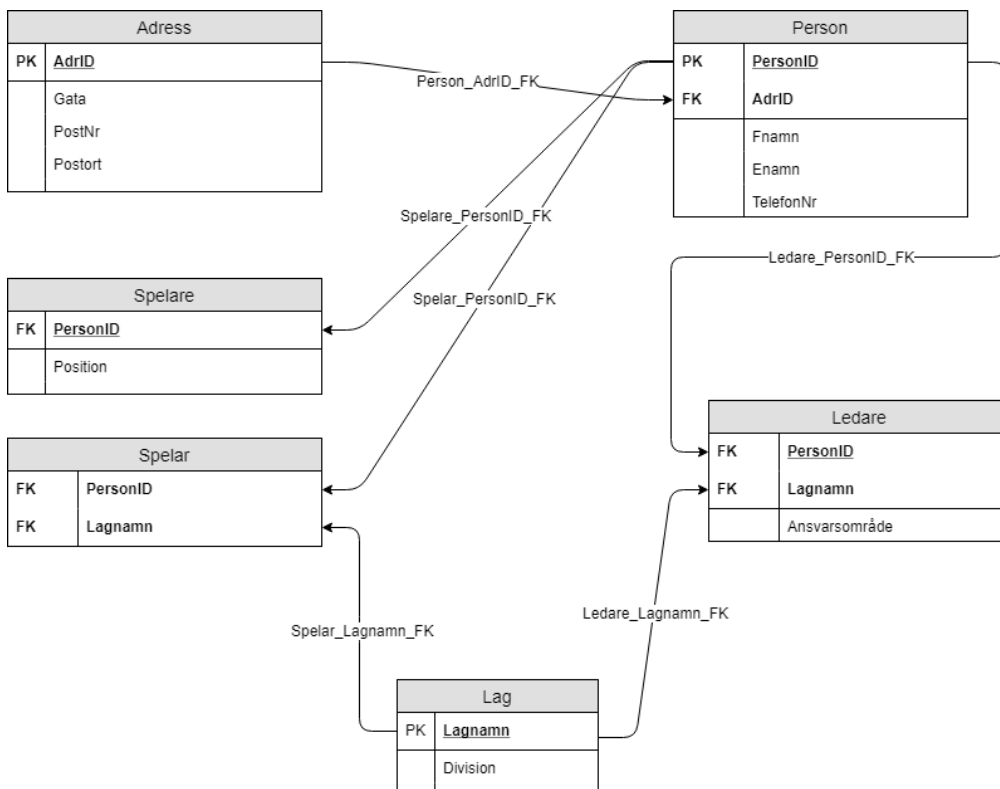 Adress
PK AdrID
Gata
PostNr
Postort
Person_AdrID_FK
Person
PK PersonID
FK AdrID
Fnamn
Enamn
TelefonNr
Spelare_PersonID_FK
Spelar_PersonID_FK
Ledare_PersonID_FK
Spelare
FK PersonID
Position
Spelar
FK PersonID
FK Lagnamn
Ledare
FK PersonID
FK Lagnamn
Ansvarsområde
Spelar_Lagnamn_FK
Ledare_Lagnamn_FK
Lag
PK Lagnamn
Division